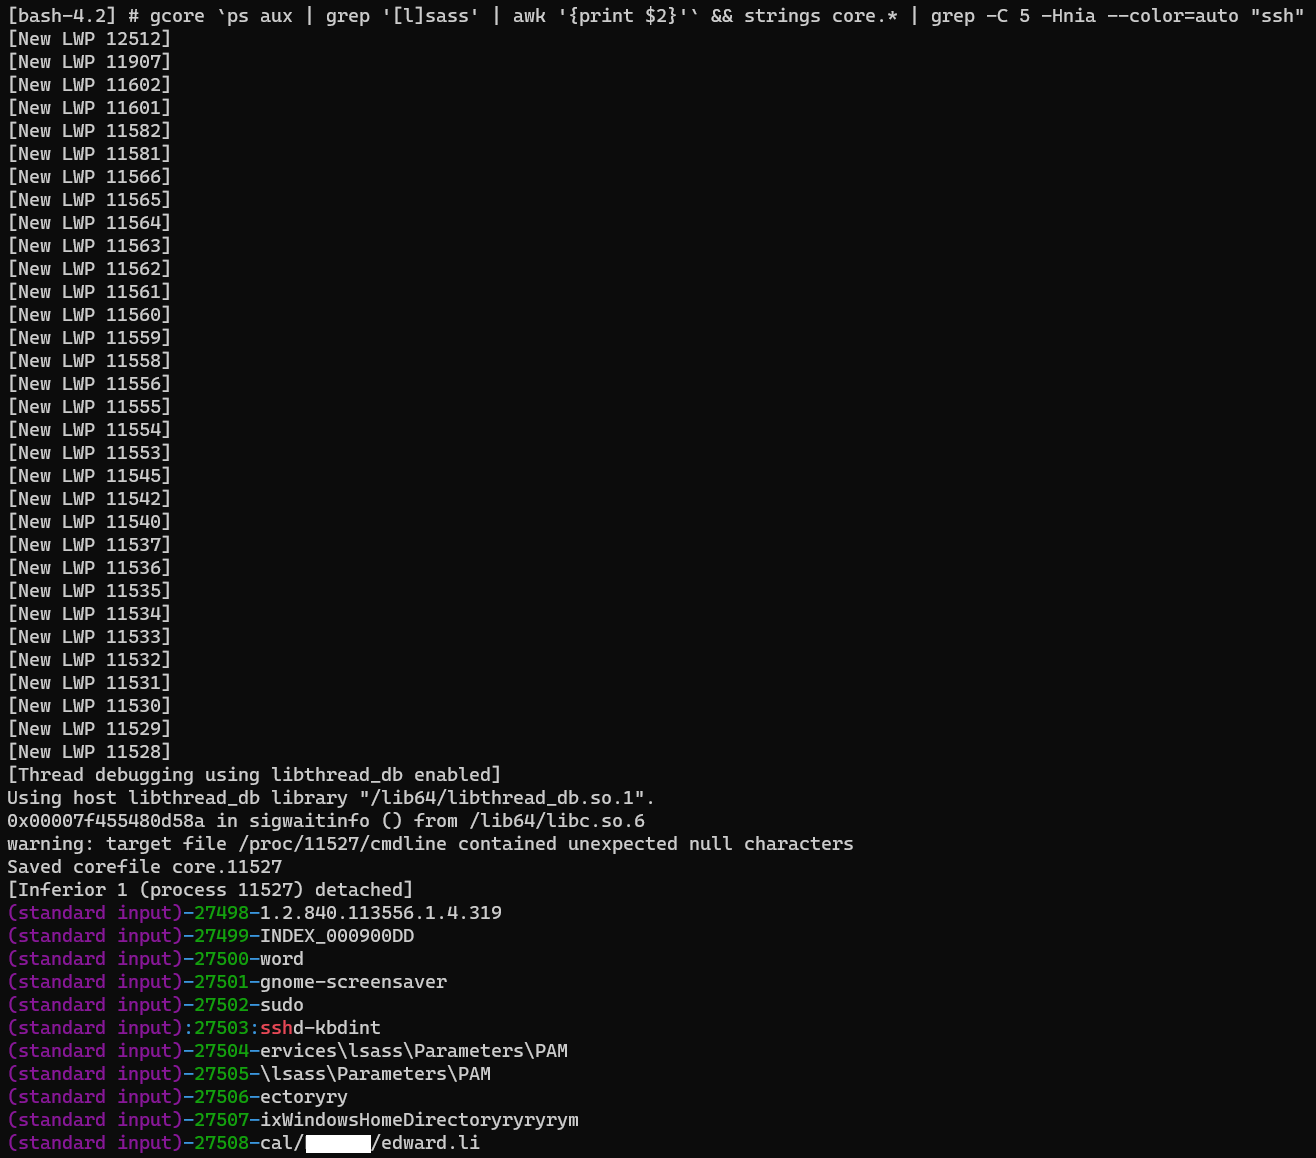 [bash-4.2] # gcore `ps aux | grep '[l]sass' | awk '{print $2}'` && strings core.* | grep -C 5 -Hnia --color=auto "ssh"
[New LWP 12512]
[New LWP 11907]
[New LWP 11602]
[New LWP 11601]
[New LWP 11582]
[New LWP 11581]
[New LWP 11566]
[New LWP 11565]
[New LWP 11564]
[New LWP 11563]
[New LWP 11562]
[New LWP 11561]
[New LWP 11560]
[New LWP 11559]
[New LWP 11558]
[New LWP 11556]
[New LWP 11555]
[New LWP 11554]
[New LWP 11553]
[New LWP 11545]
[New LWP 11542]
[New LWP 11540]
[New LWP 11537]
[New LWP 11536]
[New LWP 11535]
[New LWP 11534]
[New LWP 11533]
[New LWP 11532]
[New LWP 11531]
[New LWP 11530]
[New LWP 11529]
[New LWP 11528]
[Thread debugging using libthread_db enabled]
Using host libthread_db library "/lib64/libthread_db.so.1".
0x00007f455480d58a in sigwaitinfo () from /lib64/libc.so.6
warning: target file /proc/11527/cmdline contained unexpected null characters
Saved corefile core.11527
[Inferior 1 (process 11527) detached]
(standard input)-27498-1.2.840.113556.1.4.319
(standard input)-27499-INDEX_000900DD
(standard input)-27500-word
(standard input)-27501-gnome-screensaver
(standard input)-27502-sudo
(standard input):27503:sshd-kbdint
(standard input)-27504-ervices\lsass\Parameters\PAM
(standard input)-27505-\lsass\Parameters\PAM
(standard input)-27506-ectoryry
(standard input)-27507-ixWindowsHomeDirectoryryryrym
(standard input)-27508-cal/ /edward.li